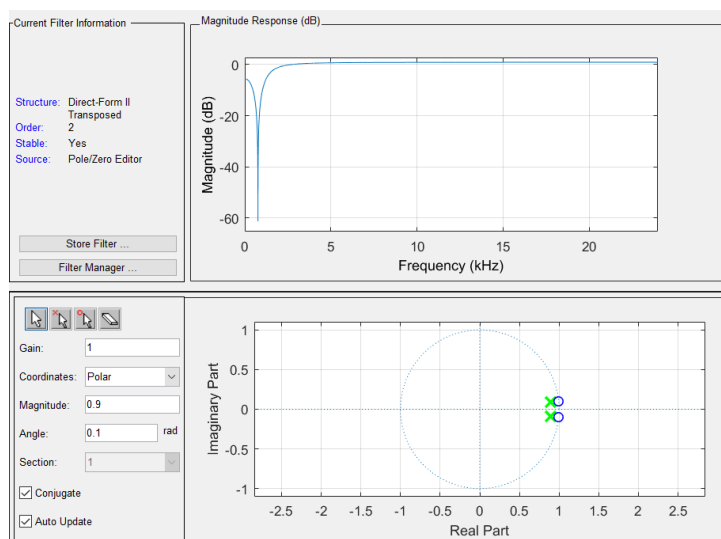 Current Filter Information
Structure: Direct-Form II
Transposed
Order: 2
Stable: Yes
Source: Pole/Zero Editor
Store Filter ...
Filter Manager ...
Magnitude Response (dB)
Magnitude (dB)
0
-20
-40
-60
0 5 10 15 20
Frequency (kHz)
Gain: 1
Coordinates: Polar
Magnitude: 0.9
Angle: 0.1 rad
Section: 1
Conjugate
Auto Update
Imaginary Part
1
0.5
0
-0.5
-1
-2.5 -2 -1.5 -1 -0.5 0 0.5 1 1.5 2 2.5
Real Part